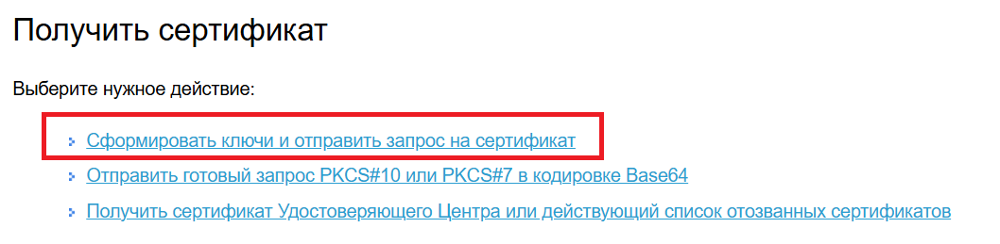 Получить сертификат
Выберите нужное действие:
Сформировать ключи и отправить запрос на сертификат
Отправить готовый запрос PKCS#10 или PKCS#7 в кодировке Base64
Получить сертификат Удостоверяющего Центра или действующий список отозванных сертификатов